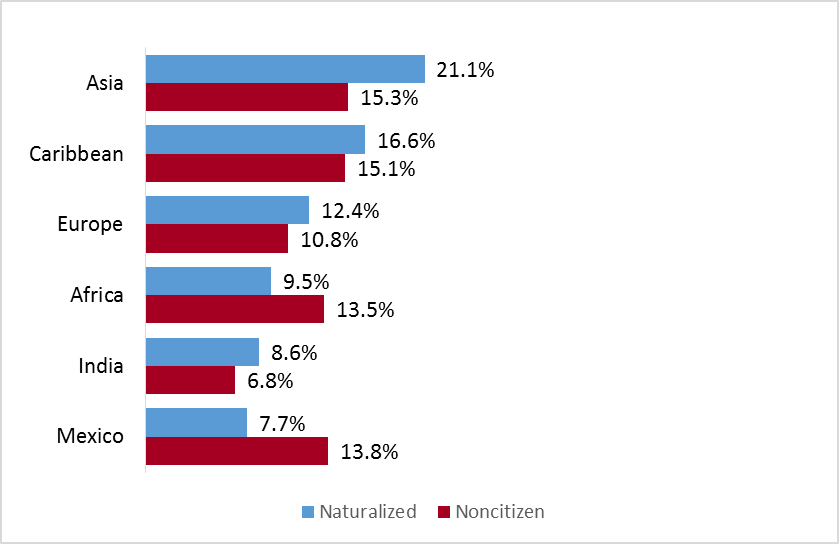 Asia
21.1%
15.3%
Caribbean
16.6%
15.1%
Europe
12.4%
10.8%
Africa
9.5%
13.5%
India
8.6%
6.8%
Mexico
7.7%
13.8%
Naturalized Noncitizen